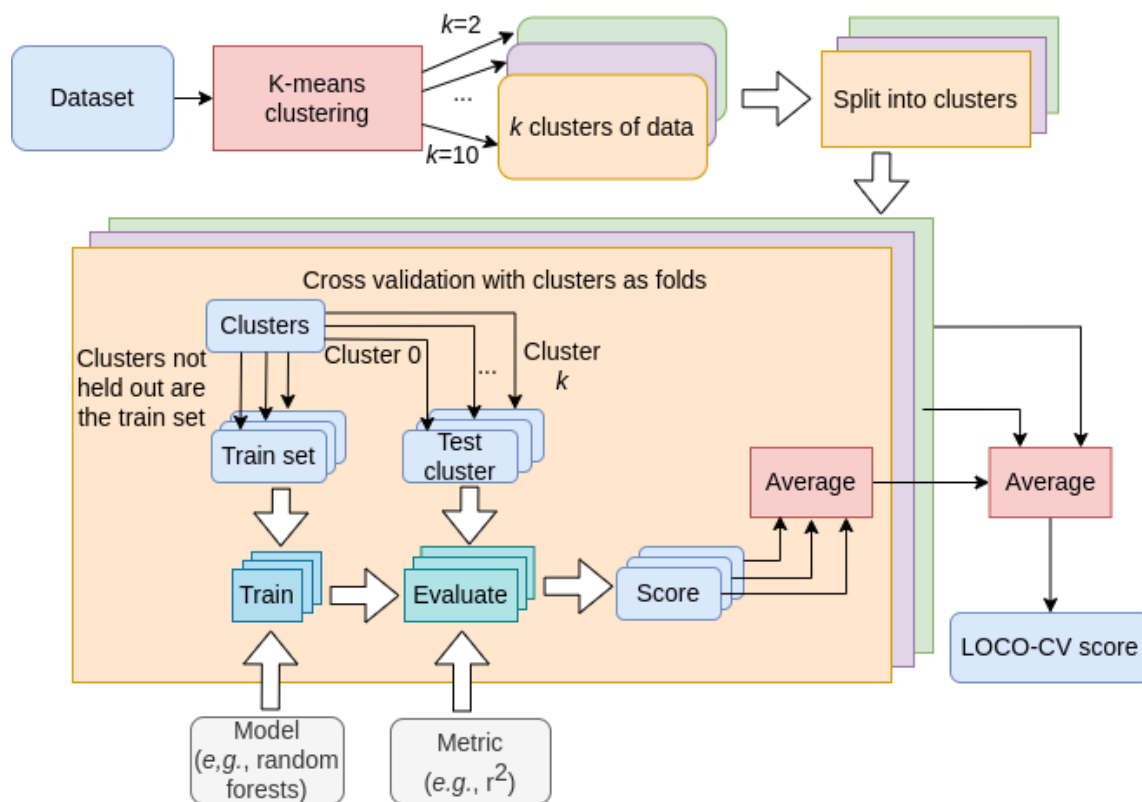 Dataset
K-means
clustering
k=2
...
k=10
k clusters of data
Split into clusters
Cross validation with clusters as folds
Clusters
Clusters not
held out are
the train set
Cluster 0
...
Cluster
k
Train set
Test
cluster
Average
Average
Train
Evaluate
Score
LOCO-CV score
Model
(e,g., random
forests)
Metric
(e.g., r²)